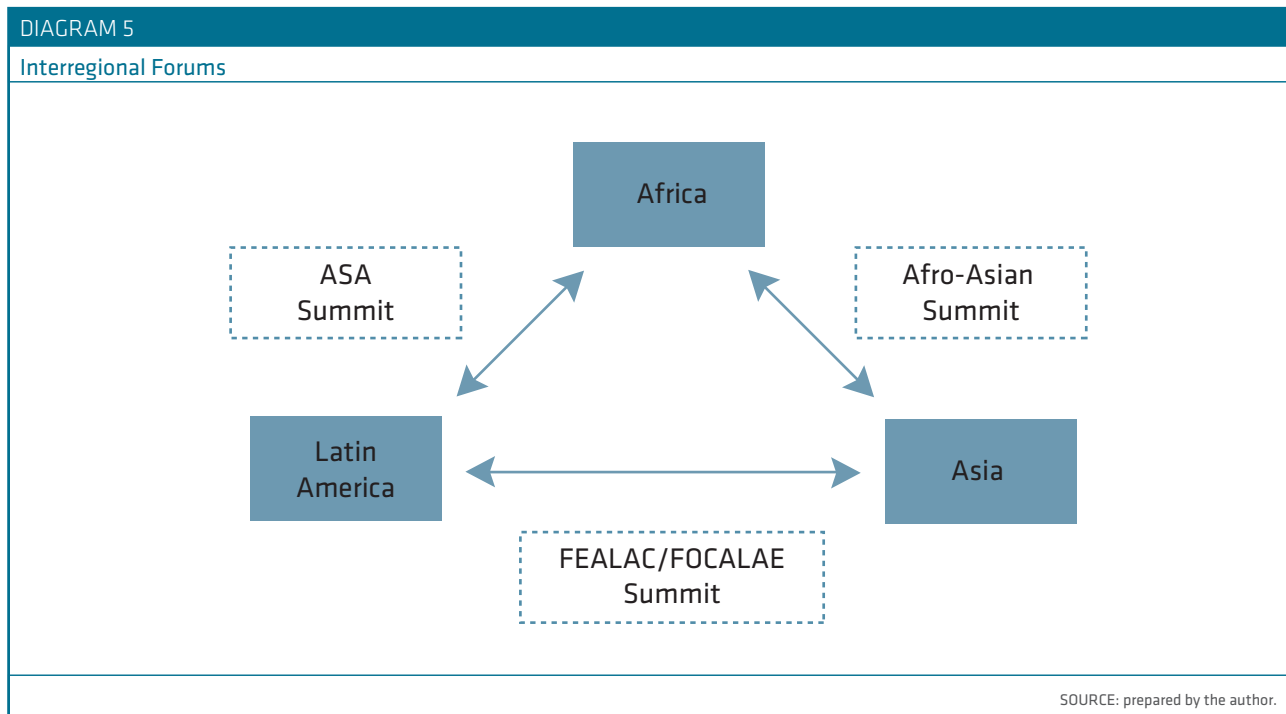 DIAGRAM 5
Interregional Forums
Africa
ASA
Summit
Afro-Asian
Summit
Latin
America
Asia
FEALAC/FOCALAE
Summit
SOURCE: prepared by the author.